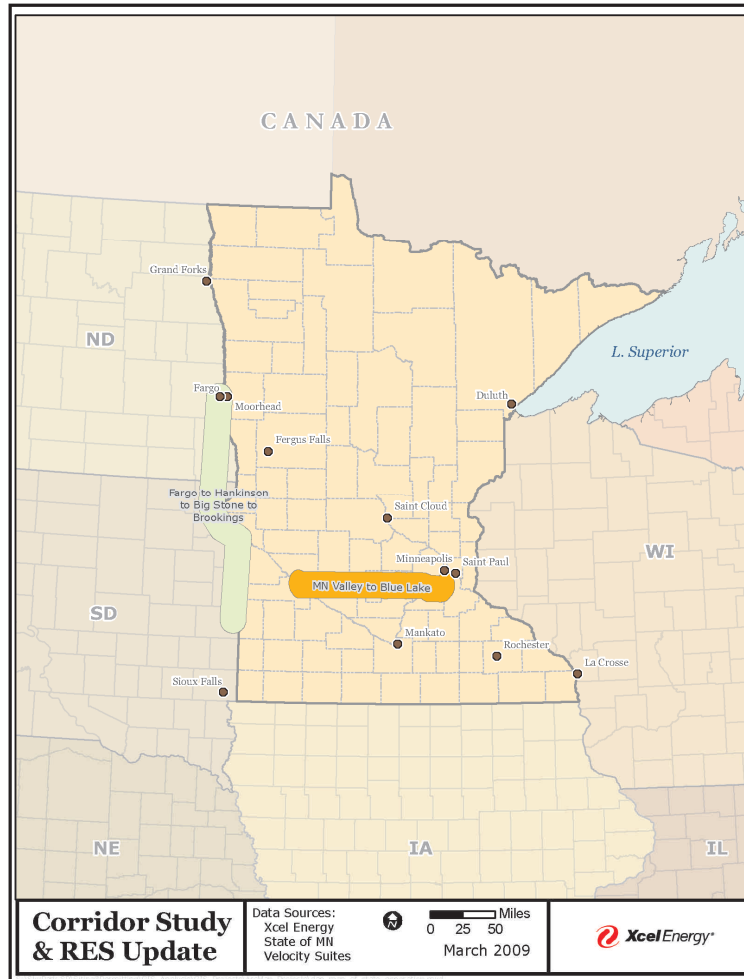 CANADA
Grand Forks
ND
L. Superior
Fargo
Moorhead
Duluth
Fergus Falls
Fargo to Hankinson
to Big Stone to
Brookings
Saint Cloud
WI
Minneapolis
Saint Paul
MN Valley to Blue Lake
SD
Mankato
Rochester
La Crosse
Sioux Falls
NE
IA
IL
Corridor Study
& RES Update
Data Sources:
Xcel Energy
State of MN
Velocity Suites
N
Miles
0 25 50
March 2009
Xcel Energy®